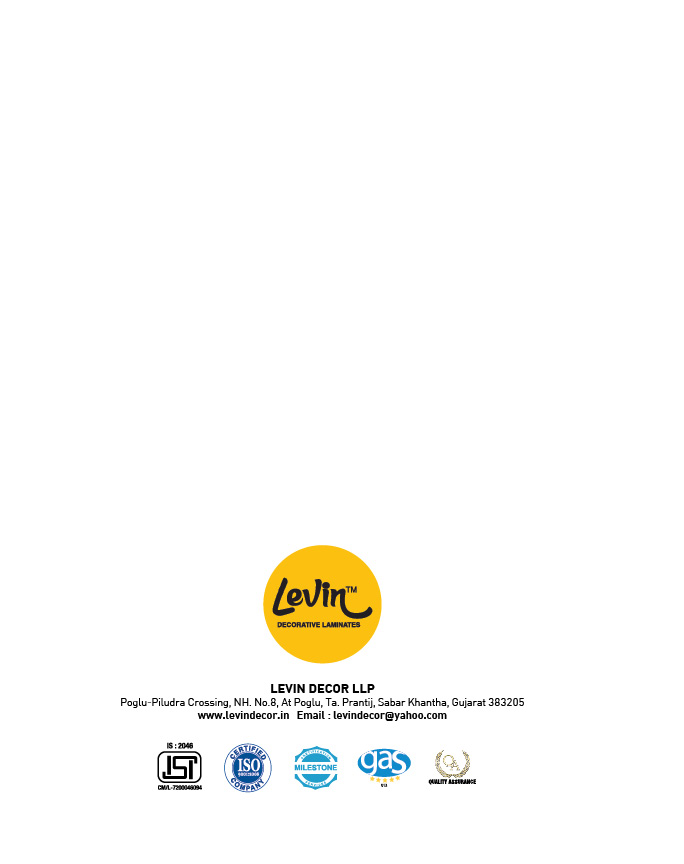 Levin™
DECORATIVE LAMINATES
LEVIN DECOR LLP
Poglu-Piludra Crossing, NH. No.8, At Poglu, Ta. Prantij, Sabar Khantha, Gujarat 383205
www.levindecor.in Email : levindecor@yahoo.com
IS : 2046
ISI
CM/L-7200046094
CERTIFIED
ISO
9001:2008
COMPANY
MILESTONE
gas
QUALITY ASSURANCE